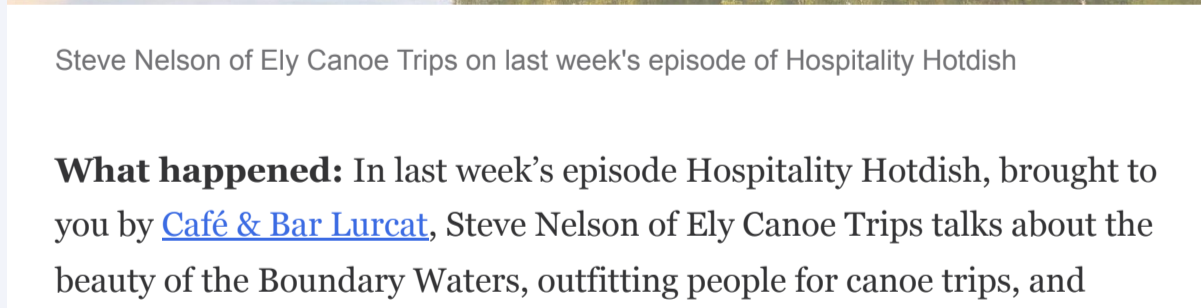 Steve Nelson of Ely Canoe Trips on last week's episode of Hospitality Hotdish
What happened: In last week’s episode Hospitality Hotdish, brought to
you by Café & Bar Lurcat, Steve Nelson of Ely Canoe Trips talks about the
beauty of the Boundary Waters, outfitting people for canoe trips, and